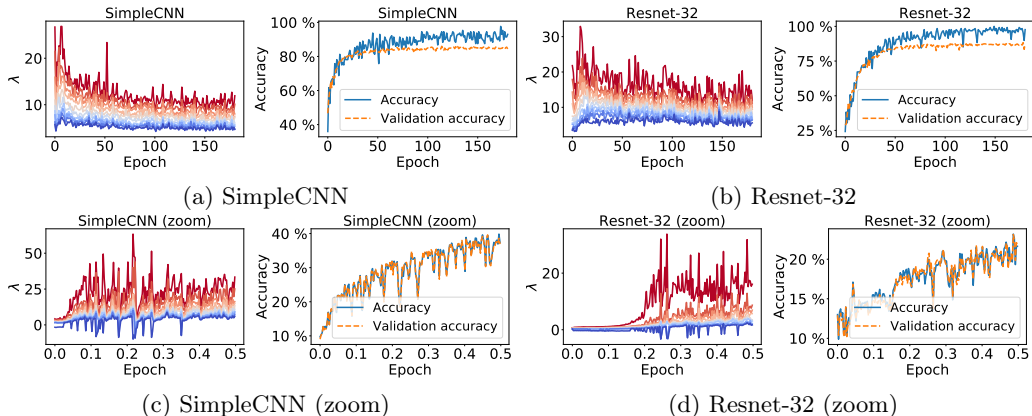 SimpleCNN
20
10
λ
0
50
100
150
Epoch
SimpleCNN
100 %
80 %
60 %
40 %
Accuracy
Accuracy
Validation accuracy
0
50
100
150
Epoch
(a) SimpleCNN
Resnet-32
30
20
10
λ
0
50
100
150
Epoch
Resnet-32
100 %
75 %
50 %
25 %
Accuracy
Accuracy
Validation accuracy
0
50
100
150
Epoch
(b) Resnet-32
SimpleCNN (zoom)
50
25
0
λ
0.0
0.1
0.2
0.3
0.4
0.5
Epoch
SimpleCNN (zoom)
40 %
30 %
20 %
10 %
Accuracy
Accuracy
Validation accuracy
0.0
0.1
0.2
0.3
0.4
0.5
Epoch
(c) SimpleCNN (zoom)
Resnet-32 (zoom)
30
20
10
0
λ
0.0
0.1
0.2
0.3
0.4
0.5
Epoch
Resnet-32 (zoom)
20 %
15 %
10 %
Accuracy
Accuracy
Validation accuracy
0.0
0.1
0.2
0.3
0.4
0.5
Epoch
(d) Resnet-32 (zoom)